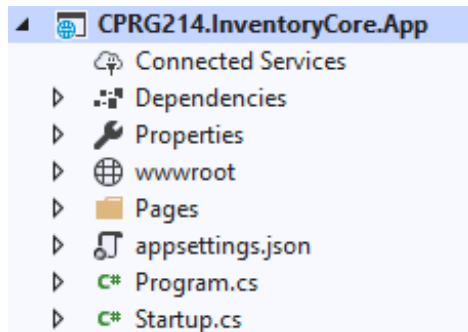 CPRG214.InventoryCore.App
Connected Services
Dependencies
Properties
wwwroot
Pages
appsettings.json
C# Program.cs
C# Startup.cs